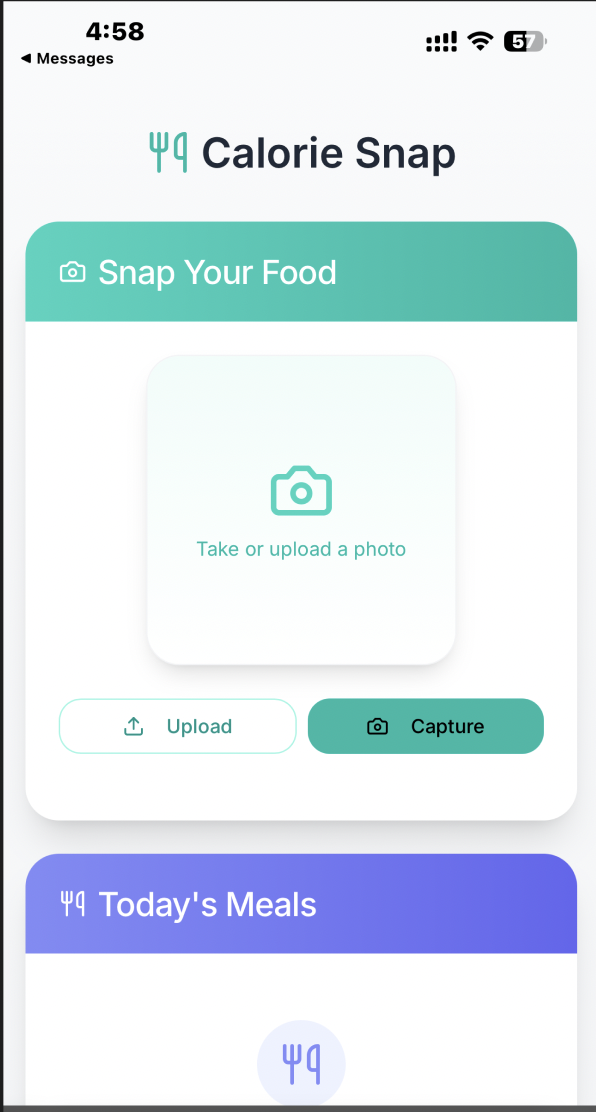 4:58
57
◀ Messages
Calorie Snap
Snap Your Food
Take or upload a photo
Upload
Capture
Today's Meals